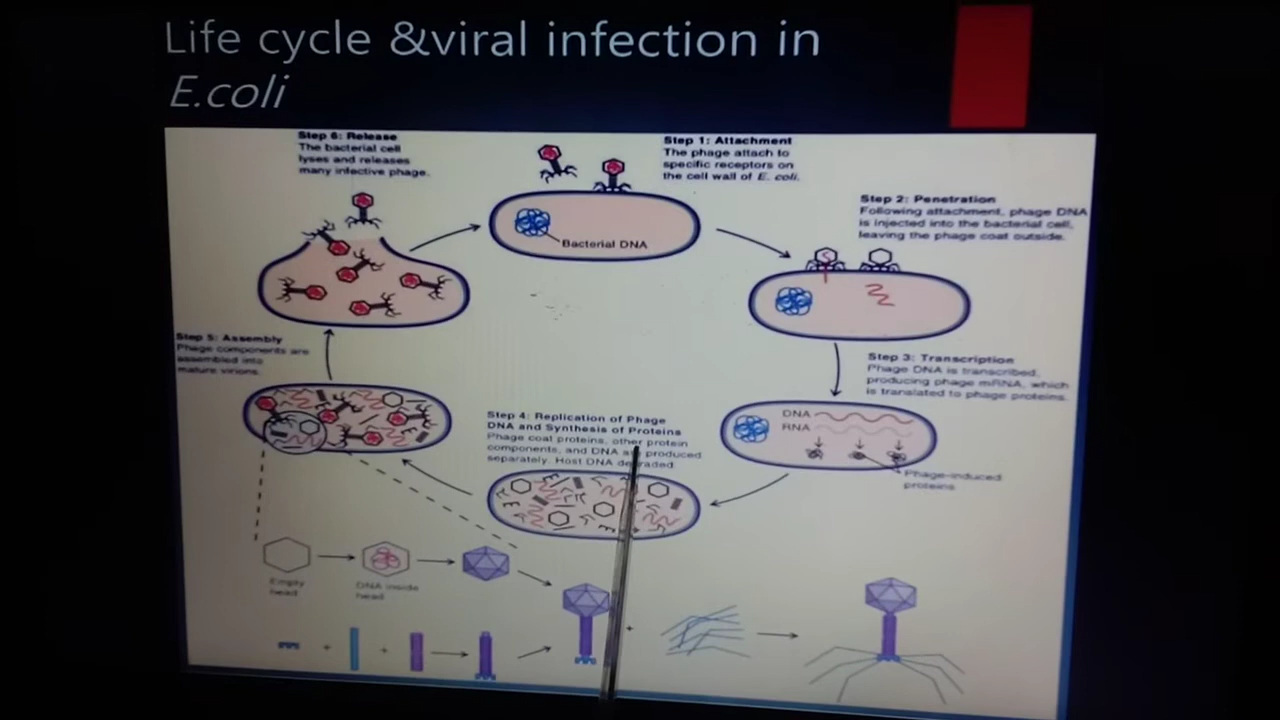 Life cycle &viral infection in
E.coli
Step 6: Release
The bacterial cell
lyses and releases
many infective phage.
Step 1: Attachment
The phage attach to
specific receptors on
the cell wall of E. coli.
Step 2: Penetration
Following attachment, phage DNA
is injected into the bacterial cell,
leaving the phage coat outside.
Bacterial DNA
Step 5: Assembly
Phage components are
assembled into
mature virions.
Step 3: Transcription
Phage DNA is transcribed,
producing phage mRNA, which
is translated to phage proteins.
DNA
RNA
Phage-induced
proteins
Step 4: Replication of Phage
DNA and Synthesis of Proteins
Phage coat proteins, other protein
components, and DNA produced
separately. Host DNA
Empty
head
DNA inside
head
+
+
+